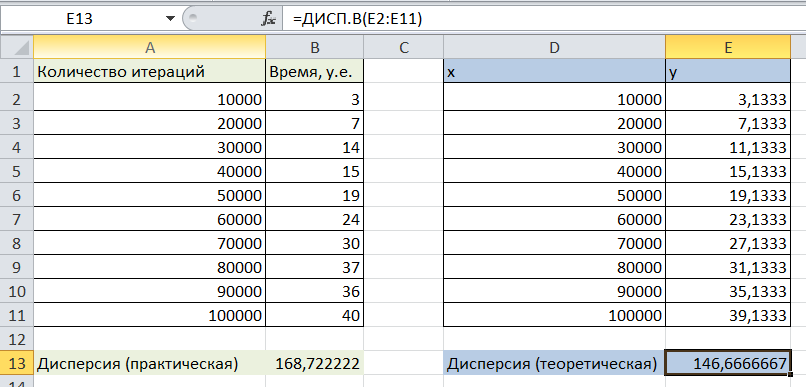 E13 fx =ДИСП.В(E2:E11)
A B C D E
1 Количество итераций Время, у.е. x y
2 10000 3 10000 3,1333
3 20000 7 20000 7,1333
4 30000 14 30000 11,1333
5 40000 15 40000 15,1333
6 50000 19 50000 19,1333
7 60000 24 60000 23,1333
8 70000 30 70000 27,1333
9 80000 37 80000 31,1333
10 90000 36 90000 35,1333
11 100000 40 100000 39,1333
12
13 Дисперсия (практическая) 168,722222 Дисперсия (теоретическая) 146,6666667